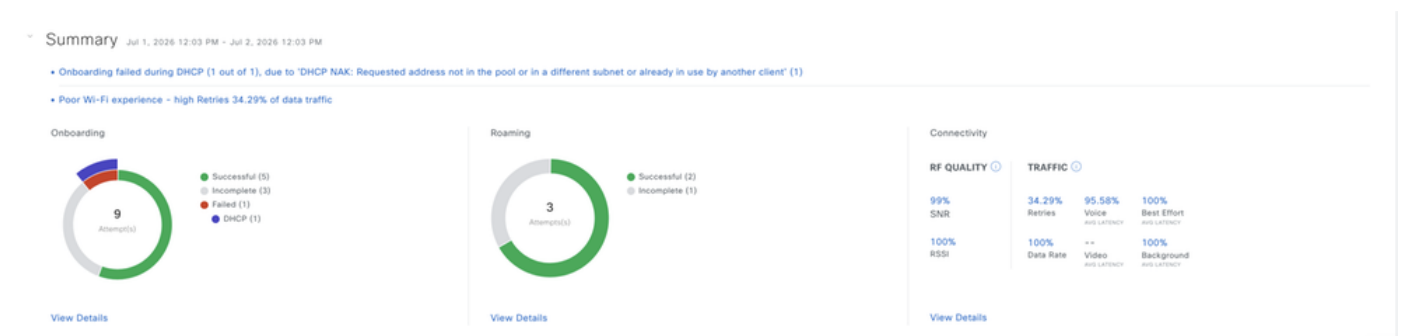 Summary Jul 1, 2026 12:03 PM - Jul 2, 2026 12:03 PM
• Onboarding failed during DHCP (1 out of 1), due to 'DHCP NAK: Requested address not in the pool or in a different subnet or already in use by another client' (1)
• Poor Wi-Fi experience - high Retries 34.29% of data traffic
Onboarding
9
Attempt(s)
Successful (5)
Incomplete (3)
Failed (1)
DHCP (1)
View Details
Roaming
3
Attempt(s)
Successful (2)
Incomplete (1)
View Details
Connectivity
RF QUALITY
99%
SNR
100%
RSSI
TRAFFIC
34.29% 95.58% 100%
Retries Voice Best Effort
AVG LATENCY AVG LATENCY
100% -- 100%
Data Rate Video Background
AVG LATENCY AVG LATENCY
View Details